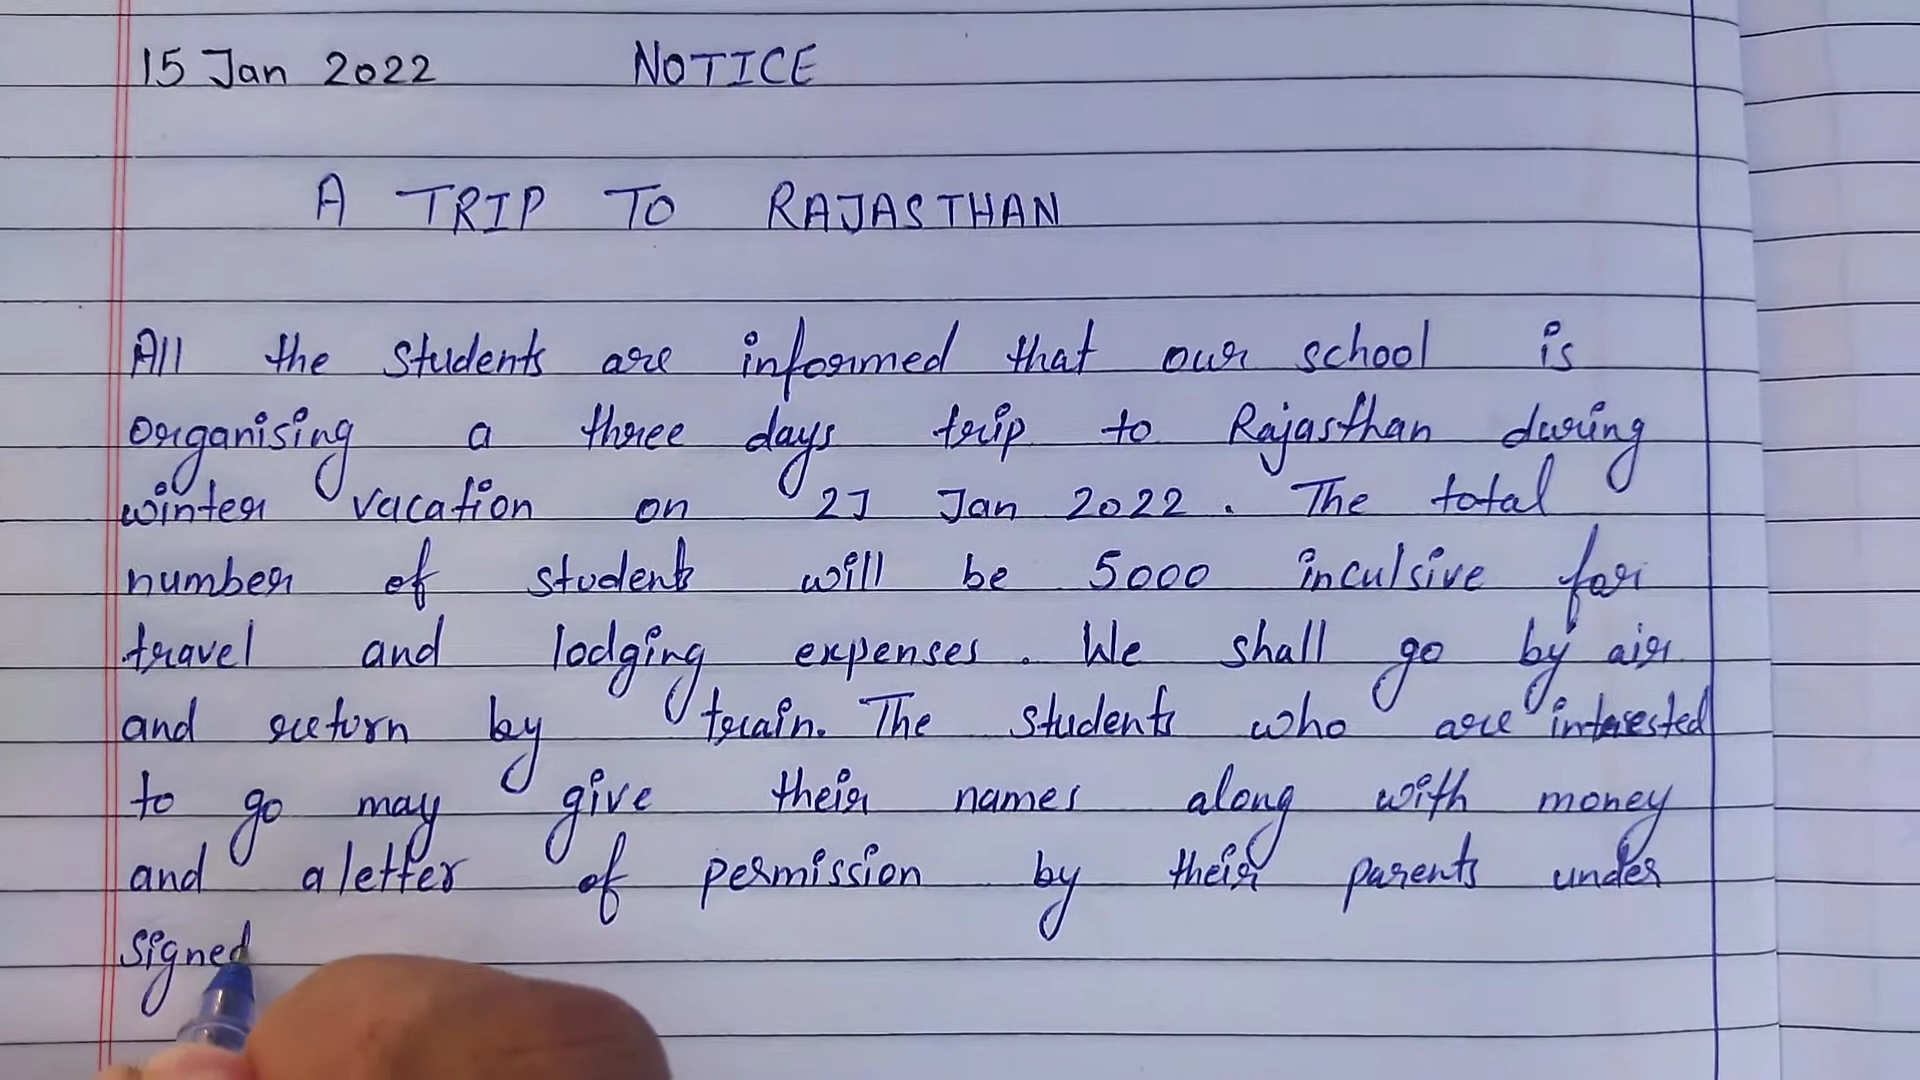 15 Jan 2022 NOTICE
A TRIP TO RAJASTHAN
All the students are informed that our school is
organising a three days trip to Rajasthan during
winter vacation on 21 Jan 2022. The total
number of students will be 5000 inculsive for
travel and lodging expenses. We shall go by air
and return by train. The students who are interested
to go may give their names along with money
and a letter of permission by their parents under
signed